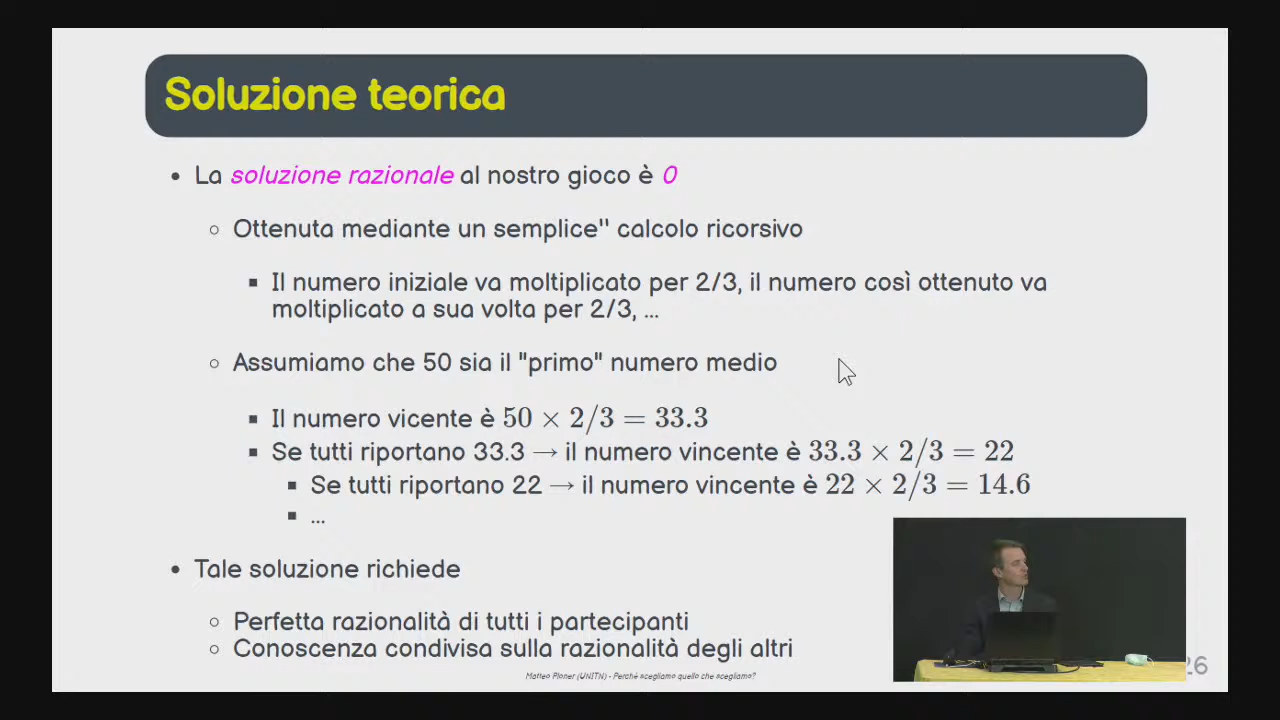 Soluzione teorica
• La soluzione razionale al nostro gioco è 0
○ Ottenuta mediante un semplice" calcolo ricorsivo
▪ Il numero iniziale va moltiplicato per 2/3, il numero così ottenuto va
moltiplicato a sua volta per 2/3, ...
○ Assumiamo che 50 sia il "primo" numero medio
▪ Il numero vicente è 50 × 2/3 = 33.3
▪ Se tutti riportano 33.3 → il numero vincente è 33.3 × 2/3 = 22
▪ Se tutti riportano 22 → il numero vincente è 22 × 2/3 = 14.6
▪ ...
• Tale soluzione richiede
○ Perfetta razionalità di tutti i partecipanti
○ Conoscenza condivisa sulla razionalità degli altri
Matteo Ploner (UNITN) - Perchè scegliamo quello che scegliamo?
26